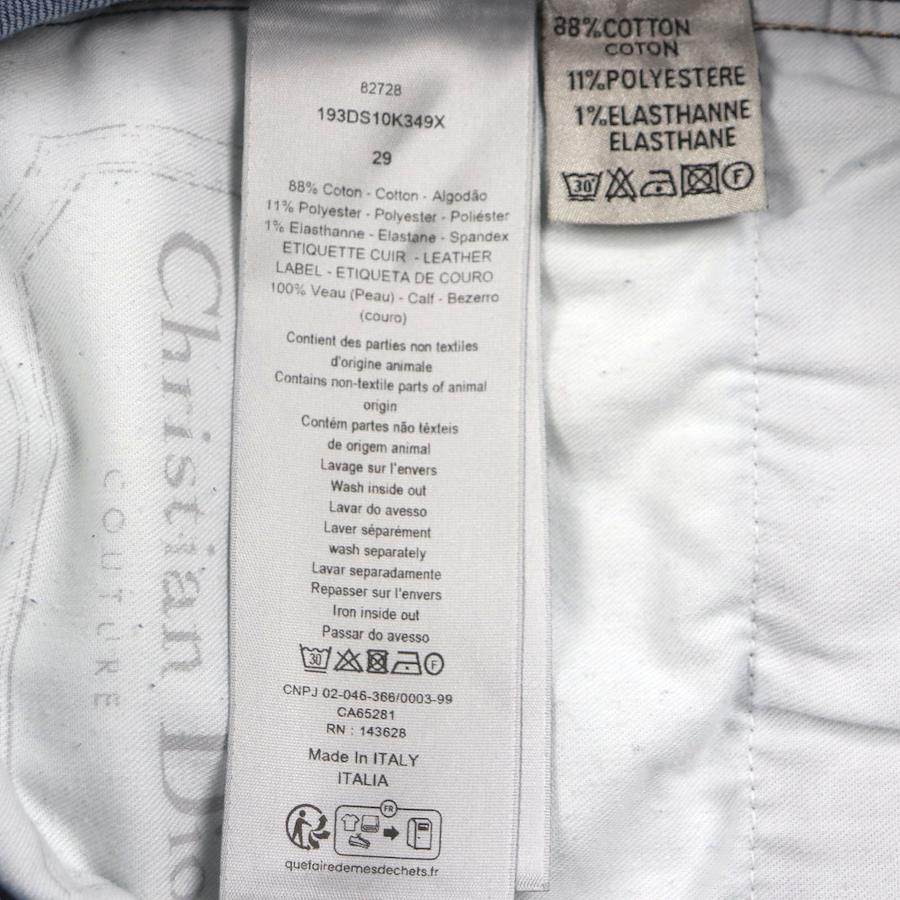 82728
193DS10K349X
29
88% Coton - Cotton - Algodão
11% Polyester - Polyester - Poliéster
1% Elasthanne - Elastane - Spandex
ETIQUETTE CUIR - LEATHER
LABEL - ETIQUETA DE COURO
100% Veau (Peau) - Calf - Bezerro
(couro)
Contient des parties non textiles
d'origine animale
Contains non-textile parts of animal
origin
Contém partes não têxteis
de origem animal
Lavage sur l'envers
Wash inside out
Lavar do avesso
Laver séparément
wash separately
Lavar separadamente
Repasser sur l'envers
Iron inside out
Passar do avesso
30 F
CNPJ 02-046-366/0003-99
CA65281
RN : 143628
Made In ITALY
ITALIA
FR
quefairedemesdechets.fr
88%COTTON
COTON
11%POLYESTERE
1%ELASTHANNE
ELASTHANE
30° F
Christian Dio
COUTURE